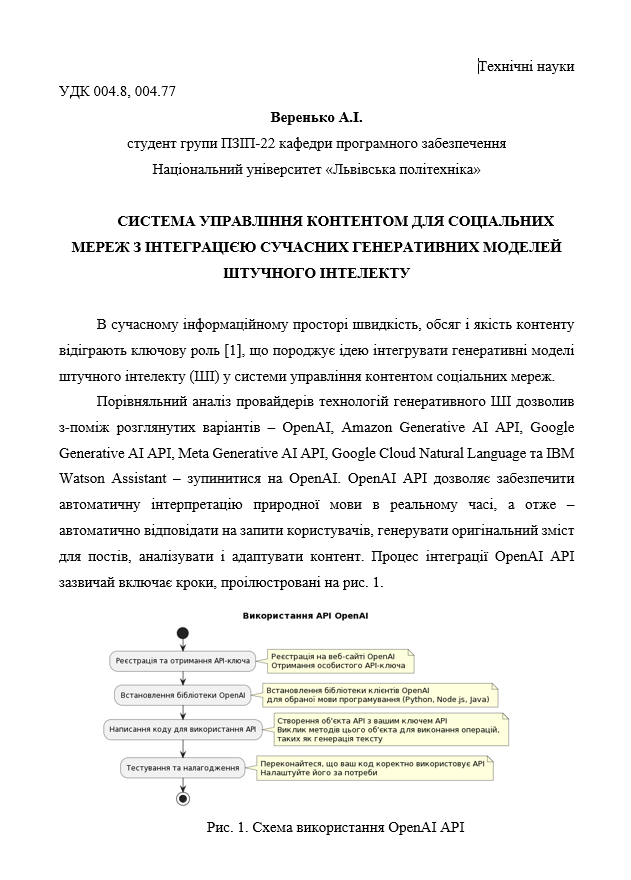 Технічні науки
УДК 004.8, 004.77
Веренько А.І.
студент групи ПЗІП-22 кафедри програмного забезпечення
Національний університет «Львівська політехніка»
СИСТЕМА УПРАВЛІННЯ КОНТЕНТОМ ДЛЯ СОЦІАЛЬНИХ
МЕРЕЖ З ІНТЕГРАЦІЄЮ СУЧАСНИХ ГЕНЕРАТИВНИХ МОДЕЛЕЙ
ШТУЧНОГО ІНТЕЛЕКТУ
В сучасному інформаційному просторі швидкість, обсяг і якість контенту
відіграють ключову роль [1], що породжує ідею інтегрувати генеративні моделі
штучного інтелекту (ШІ) у системи управління контентом соціальних мереж.
Порівняльний аналіз провайдерів технологій генеративного ШІ дозволив
з-поміж розглянутих варіантів – OpenAI, Amazon Generative AI API, Google
Generative AI API, Meta Generative AI API, Google Cloud Natural Language та IBM
Watson Assistant – зупинитися на OpenAI. OpenAI API дозволяє забезпечити
автоматичну інтерпретацію природної мови в реальному часі, а отже –
автоматично відповідати на запити користувачів, генерувати оригінальний зміст
для постів, аналізувати і адаптувати контент. Процес інтеграції OpenAI API
зазвичай включає кроки, проілюстровані на рис. 1.
Використання API OpenAI
Реєстрація та отримання API-ключа
Реєстрація на веб-сайті OpenAI
Отримання особистого API-ключа
Встановлення бібліотеки OpenAI
Встановлення бібліотеки клієнтів OpenAI
для обраної мови програмування (Python, Node.js, Java)
Написання коду для використання API
Створення об'єкта API з вашим ключем API
Виклик методів цього об'єкта для виконання операцій,
таких як генерація тексту
Тестування та налагодження
Переконайтеся, що ваш код коректно використовує API
Налаштуйте його за потреби
Рис. 1. Схема використання OpenAI API